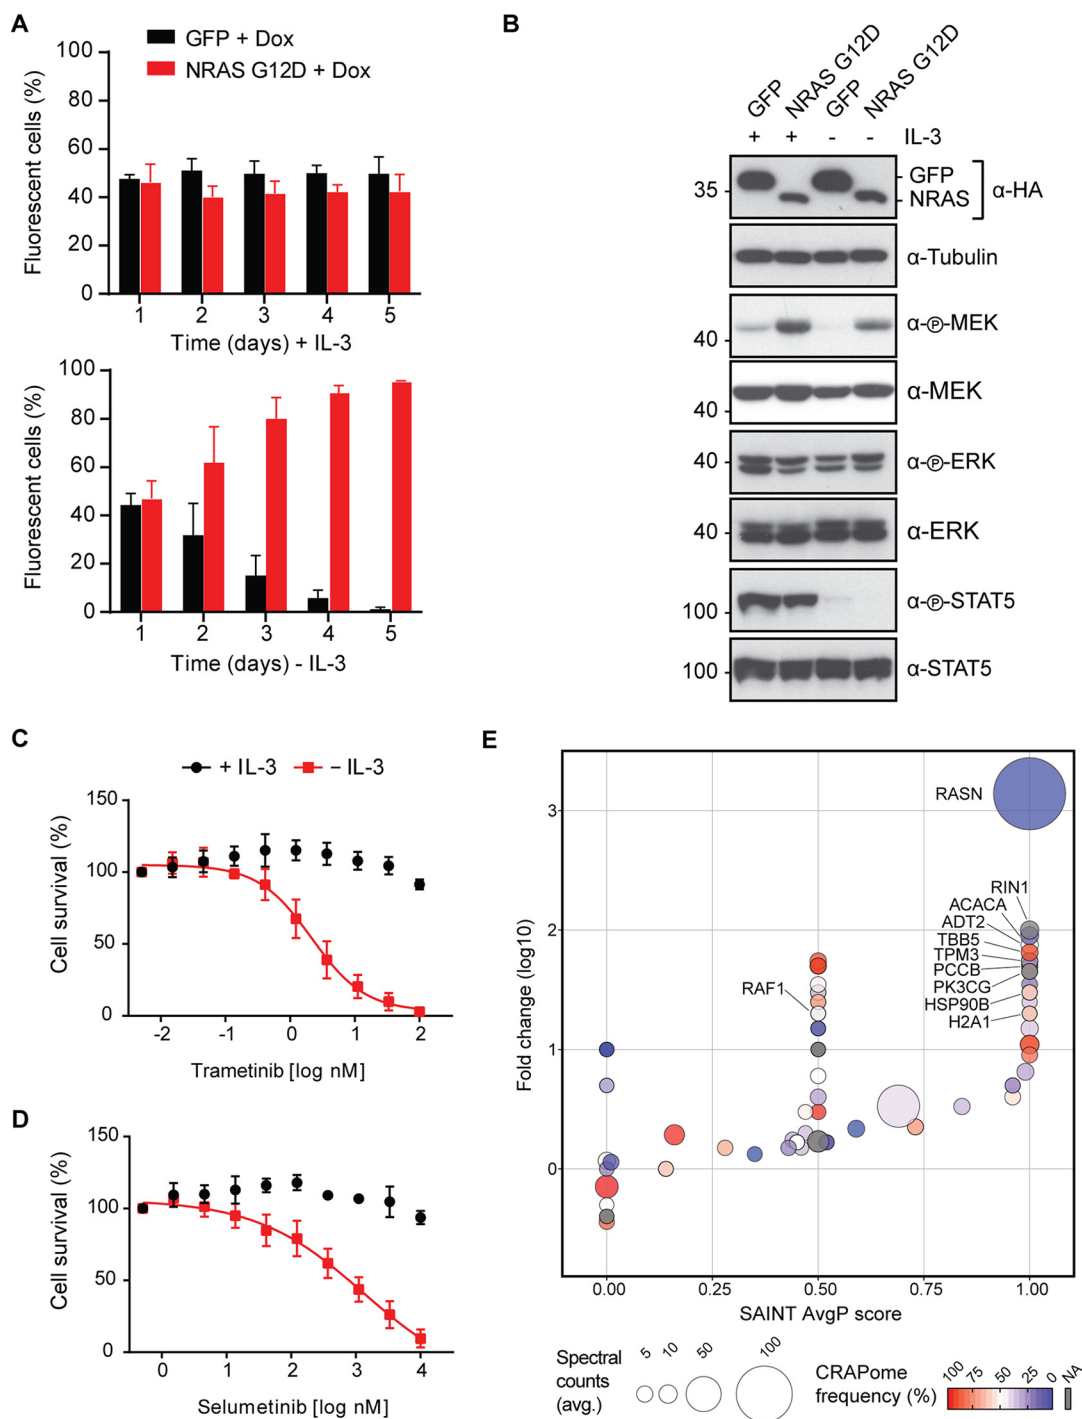 A
GFP + Dox
NRAS G12D + Dox
Fluorescent cells (%)
100
80
60
40
20
0
1 2 3 4 5
Time (days) + IL-3
Fluorescent cells (%)
100
80
60
40
20
0
1 2 3 4 5
Time (days) - IL-3
B
GFP
NRAS G12D
GFP
NRAS G12D
+ + - - IL-3
35
GFP
NRAS
α-HA
α-Tubulin
40
α-Ⓟ-MEK
40
α-MEK
40
α-Ⓟ-ERK
40
α-ERK
100
α-Ⓟ-STAT5
100
α-STAT5
C
+ IL-3 – IL-3
Cell survival (%)
150
100
50
0
-2 -1 0 1 2
Trametinib [log nM]
D
Cell survival (%)
150
100
50
0
0 1 2 3 4
Selumetinib [log nM]
E
Fold change (log10)
3
2
1
0
RASN
RIN1
ACACA
ADT2
TBB5
TPM3
PCCB
PK3CG
HSP90B
H2A1
RAF1
0.00 0.25 0.50 0.75 1.00
SAINT AvgP score
Spectral
counts
(avg.)
5 10 50 100
CRAPome
frequency (%)
100 75 50 25 0 NA